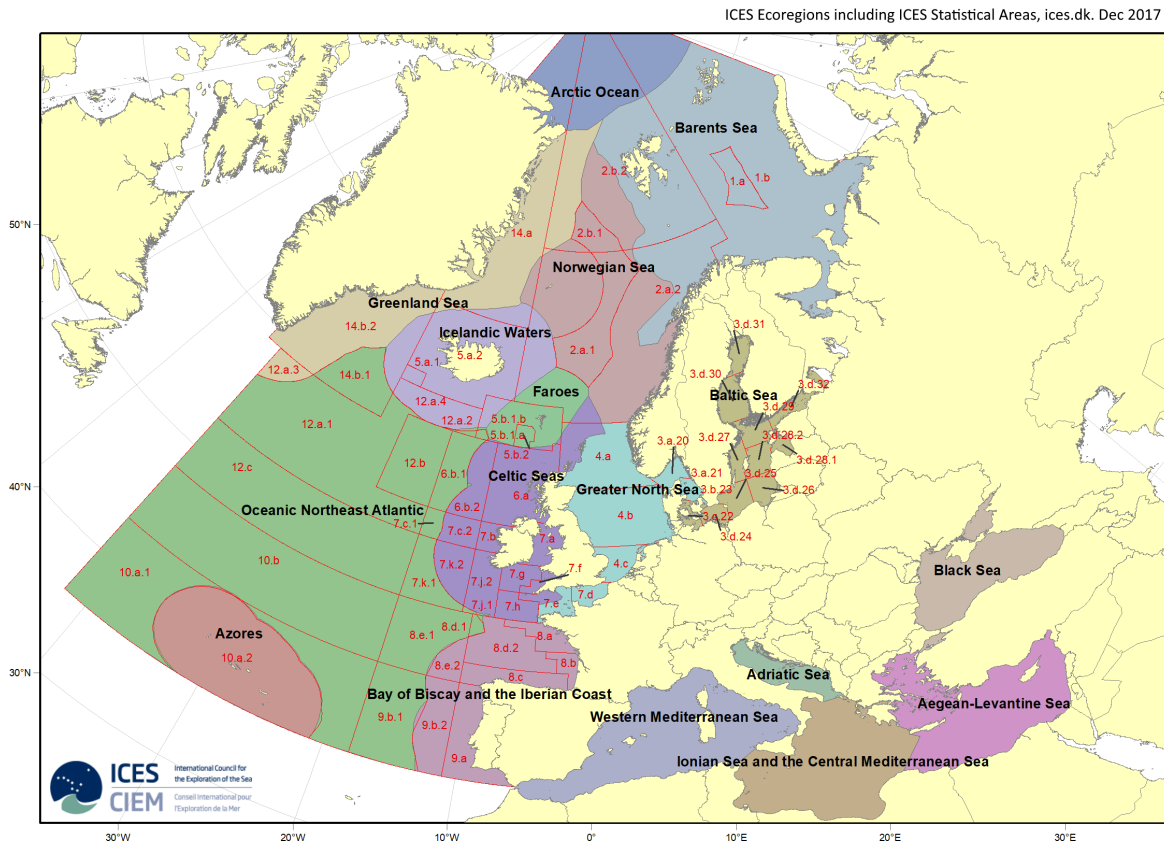 ICES Ecoregions including ICES Statistical Areas, ices.dk. Dec 2017
Arctic Ocean
Barents Sea
2.b.2
1.a
1.b
50°N
14.a
2.b.1
Norwegian Sea
2.a.2
Greenland Sea
14.b.2
Icelandic Waters
3.d.31
5.a.1
5.a.2
2.a.1
12.a.3
14.b.1
3.d.30
3.d.32
Faroes
Baltic Sea
12.a.4
3.d.29
12.a.2
5.b.1.b
12.a.1
5.b.1.a
3.d.27
3.d.28.2
3.a.20
5.b.2
4.a
3.d.28.1
12.c
12.b
6.b.1
Celtic Seas
3.a.21
3.d.25
40°N
Greater North Sea
3.b.23
3.d.26
6.a
6.b.2
Oceanic Northeast Atlantic
4.b
3.c.22
7.c.1
7.c.2
7.b
7.a
3.d.24
10.b
7.k.2
4.c
7.f
10.a.1
7.k.1
7.j.2
7.g
Black Sea
7.d
7.j.1
7.h
7.e
8.d.1
Azores
8.e.1
8.a
8.d.2
10.a.2
8.e.2
8.b
30°N
8.c
Adriatic Sea
Bay of Biscay and the Iberian Coast
Aegean-Levantine Sea
9.b.1
9.b.2
Western Mediterranean Sea
9.a
Ionian Sea and the Central Mediterranean Sea
ICES
CIEM
International Council for
the Exploration of the Sea
Conseil International pour
l'Exploration de la Mer
30°W
20°W
10°W
0°
10°E
20°E
30°E